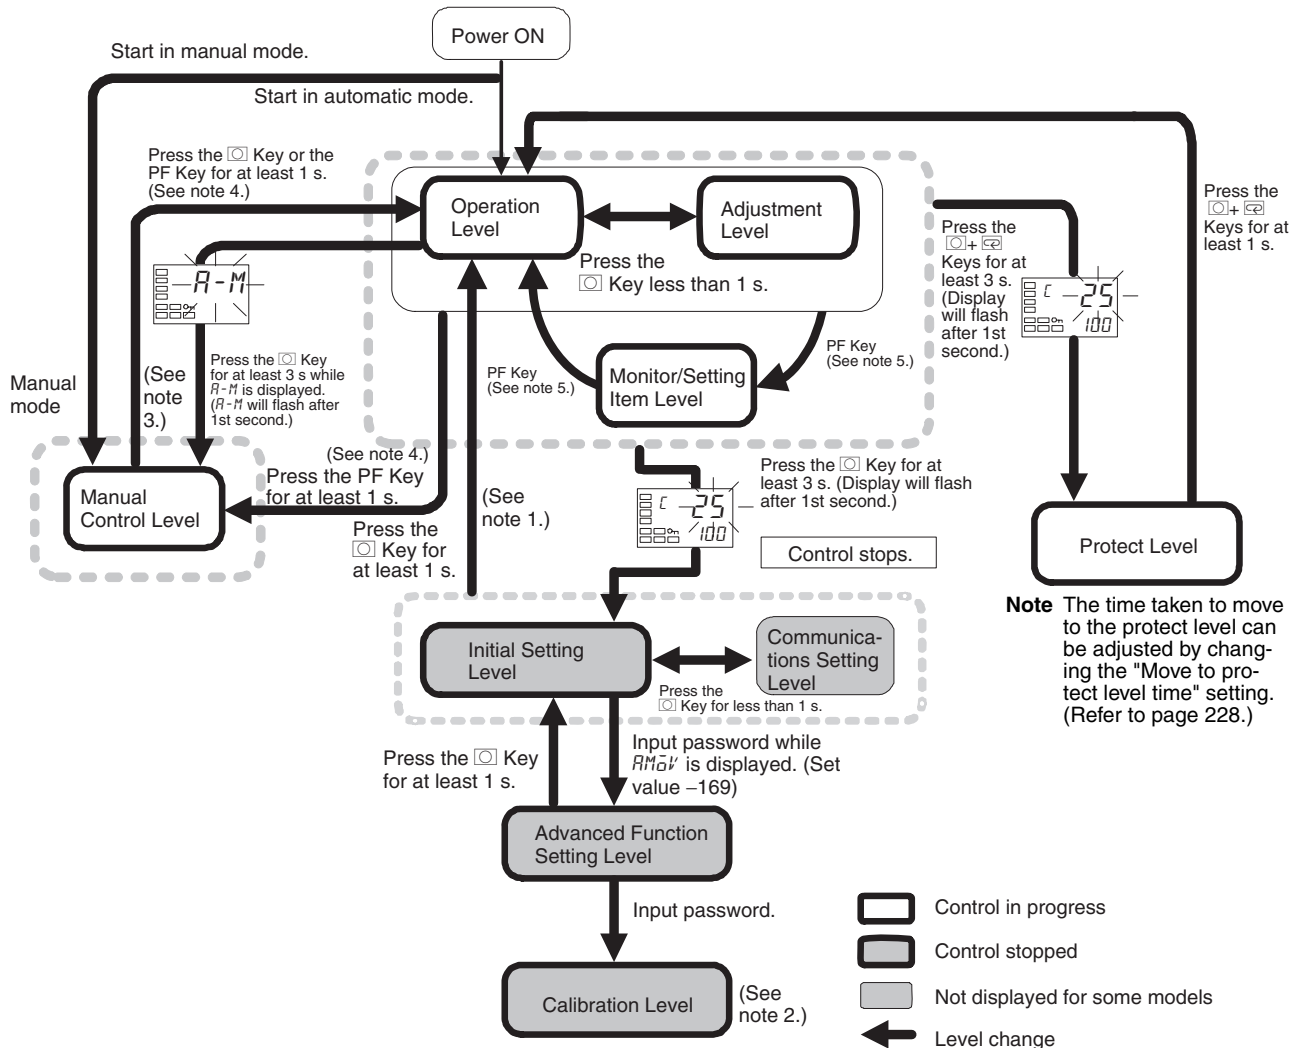 Power ON
Start in manual mode.
Start in automatic mode.
Press the Key or the
PF Key for at least 1 s.
(See note 4.)
Operation
Level
Adjustment
Level
Press the
Key less than 1 s.
Press the
+
Keys for at
least 3 s.
(Display
will flash
after 1st
second.)
Press the
+
Keys for at
least 1 s.
A-M
C 25
100
Manual
mode
(See
note
3.)
Press the Key
for at least 3 s while
A-M is displayed.
(A-M will flash after
1st second.)
PF Key
(See note 5.)
Monitor/Setting
Item Level
PF Key
(See note 5.)
Manual
Control Level
(See note 4.)
Press the PF Key
for at least 1 s.
Press the
Key for
at least 1 s.
(See
note 1.)
C 25
100
Press the Key for at
least 3 s. (Display will flash
after 1st second.)
Control stops.
Protect Level
Note The time taken to move
to the protect level can
be adjusted by chang-
ing the "Move to pro-
tect level time" setting.
(Refer to page 228.)
Initial Setting
Level
Communica-
tions Setting
Level
Press the
Key for less than 1 s.
Press the Key
for at least 1 s.
Input password while
AMOV is displayed. (Set
value –169)
Advanced Function
Setting Level
Input password.
Calibration Level
(See
note 2.)
Control in progress
Control stopped
Not displayed for some models
Level change